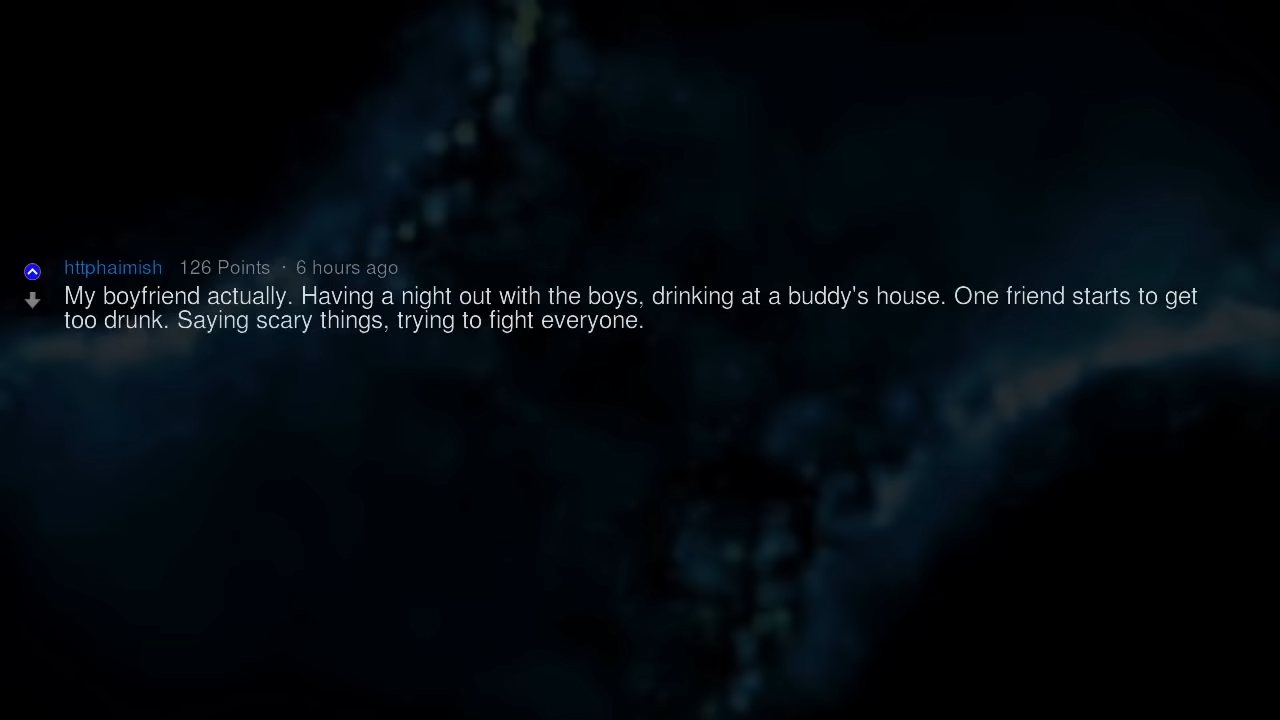 httphaimish 126 Points · 6 hours ago
My boyfriend actually. Having a night out with the boys, drinking at a buddy's house. One friend starts to get
too drunk. Saying scary things, trying to fight everyone.